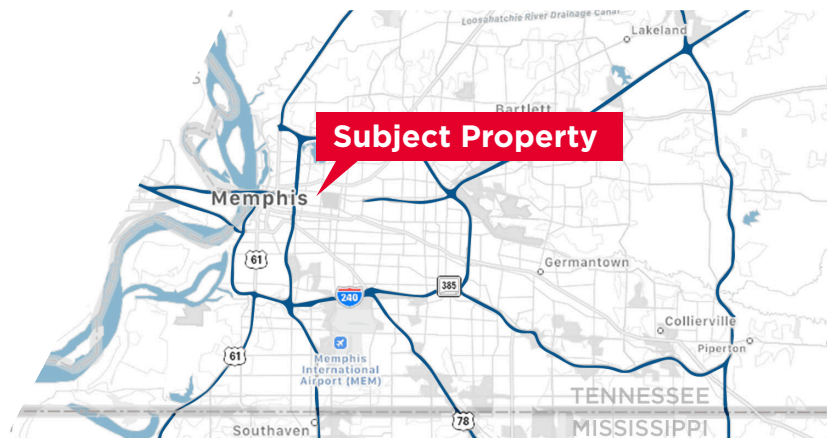 Loosahatchie River Drainage Canal
Lakeland
Bartlett
Subject Property
Memphis
61
Germantown
385
240
Collierville
Piperton
61
Memphis
International
Airport (MEM)
TENNESSEE
78
MISSISSIPPI
Southaven